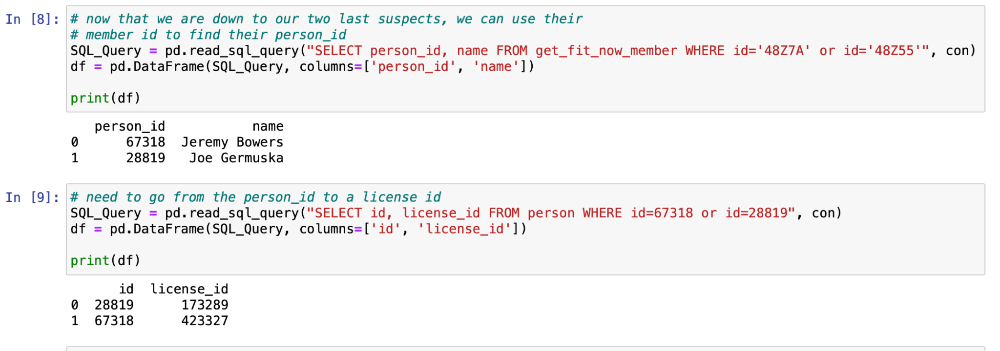 In [8]: # now that we are down to our two last suspects, we can use their
# member id to find their person_id
SQL_Query = pd.read_sql_query("SELECT person_id, name FROM get_fit_now_member WHERE id='48Z7A' or id='48Z55'", con)
df = pd.DataFrame(SQL_Query, columns=['person_id', 'name'])
print(df)
person_id name
0 67318 Jeremy Bowers
1 28819 Joe Germuska
In [9]: # need to go from the person_id to a license id
SQL_Query = pd.read_sql_query("SELECT id, license_id FROM person WHERE id=67318 or id=28819", con)
df = pd.DataFrame(SQL_Query, columns=['id', 'license_id'])
print(df)
id license_id
0 28819 173289
1 67318 423327